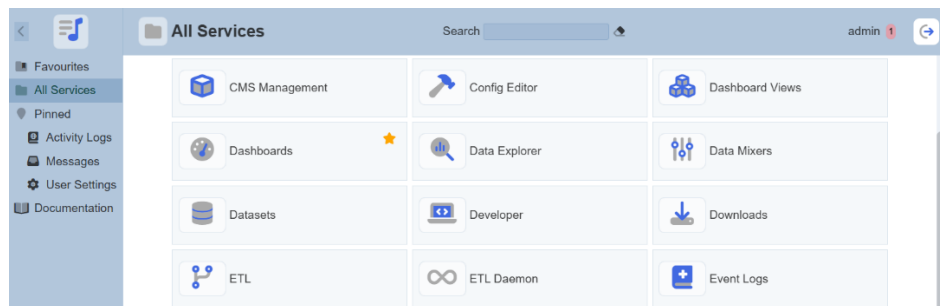 All Services
Search
admin 1
Favourites
All Services
Pinned
Activity Logs
Messages
User Settings
Documentation
CMS Management
Config Editor
Dashboard Views
Dashboards
Data Explorer
Data Mixers
Datasets
Developer
Downloads
ETL
ETL Daemon
Event Logs